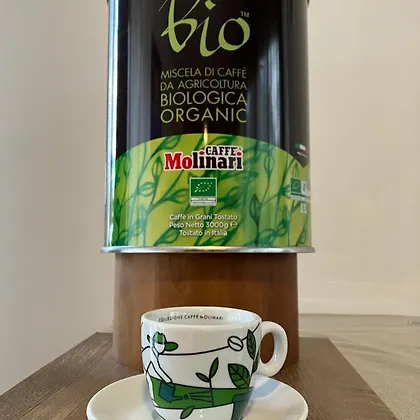 bio™
MISCELA DI CAFFÈ
DA AGRICOLTURA
BIOLOGICA
ORGANIC
CAFFÈ
Molinari
Caffè in Grani Tostato
Peso Netto 3000g e
Tostato in Italia
COLLEZIONE CAFFÈ MOLINARI